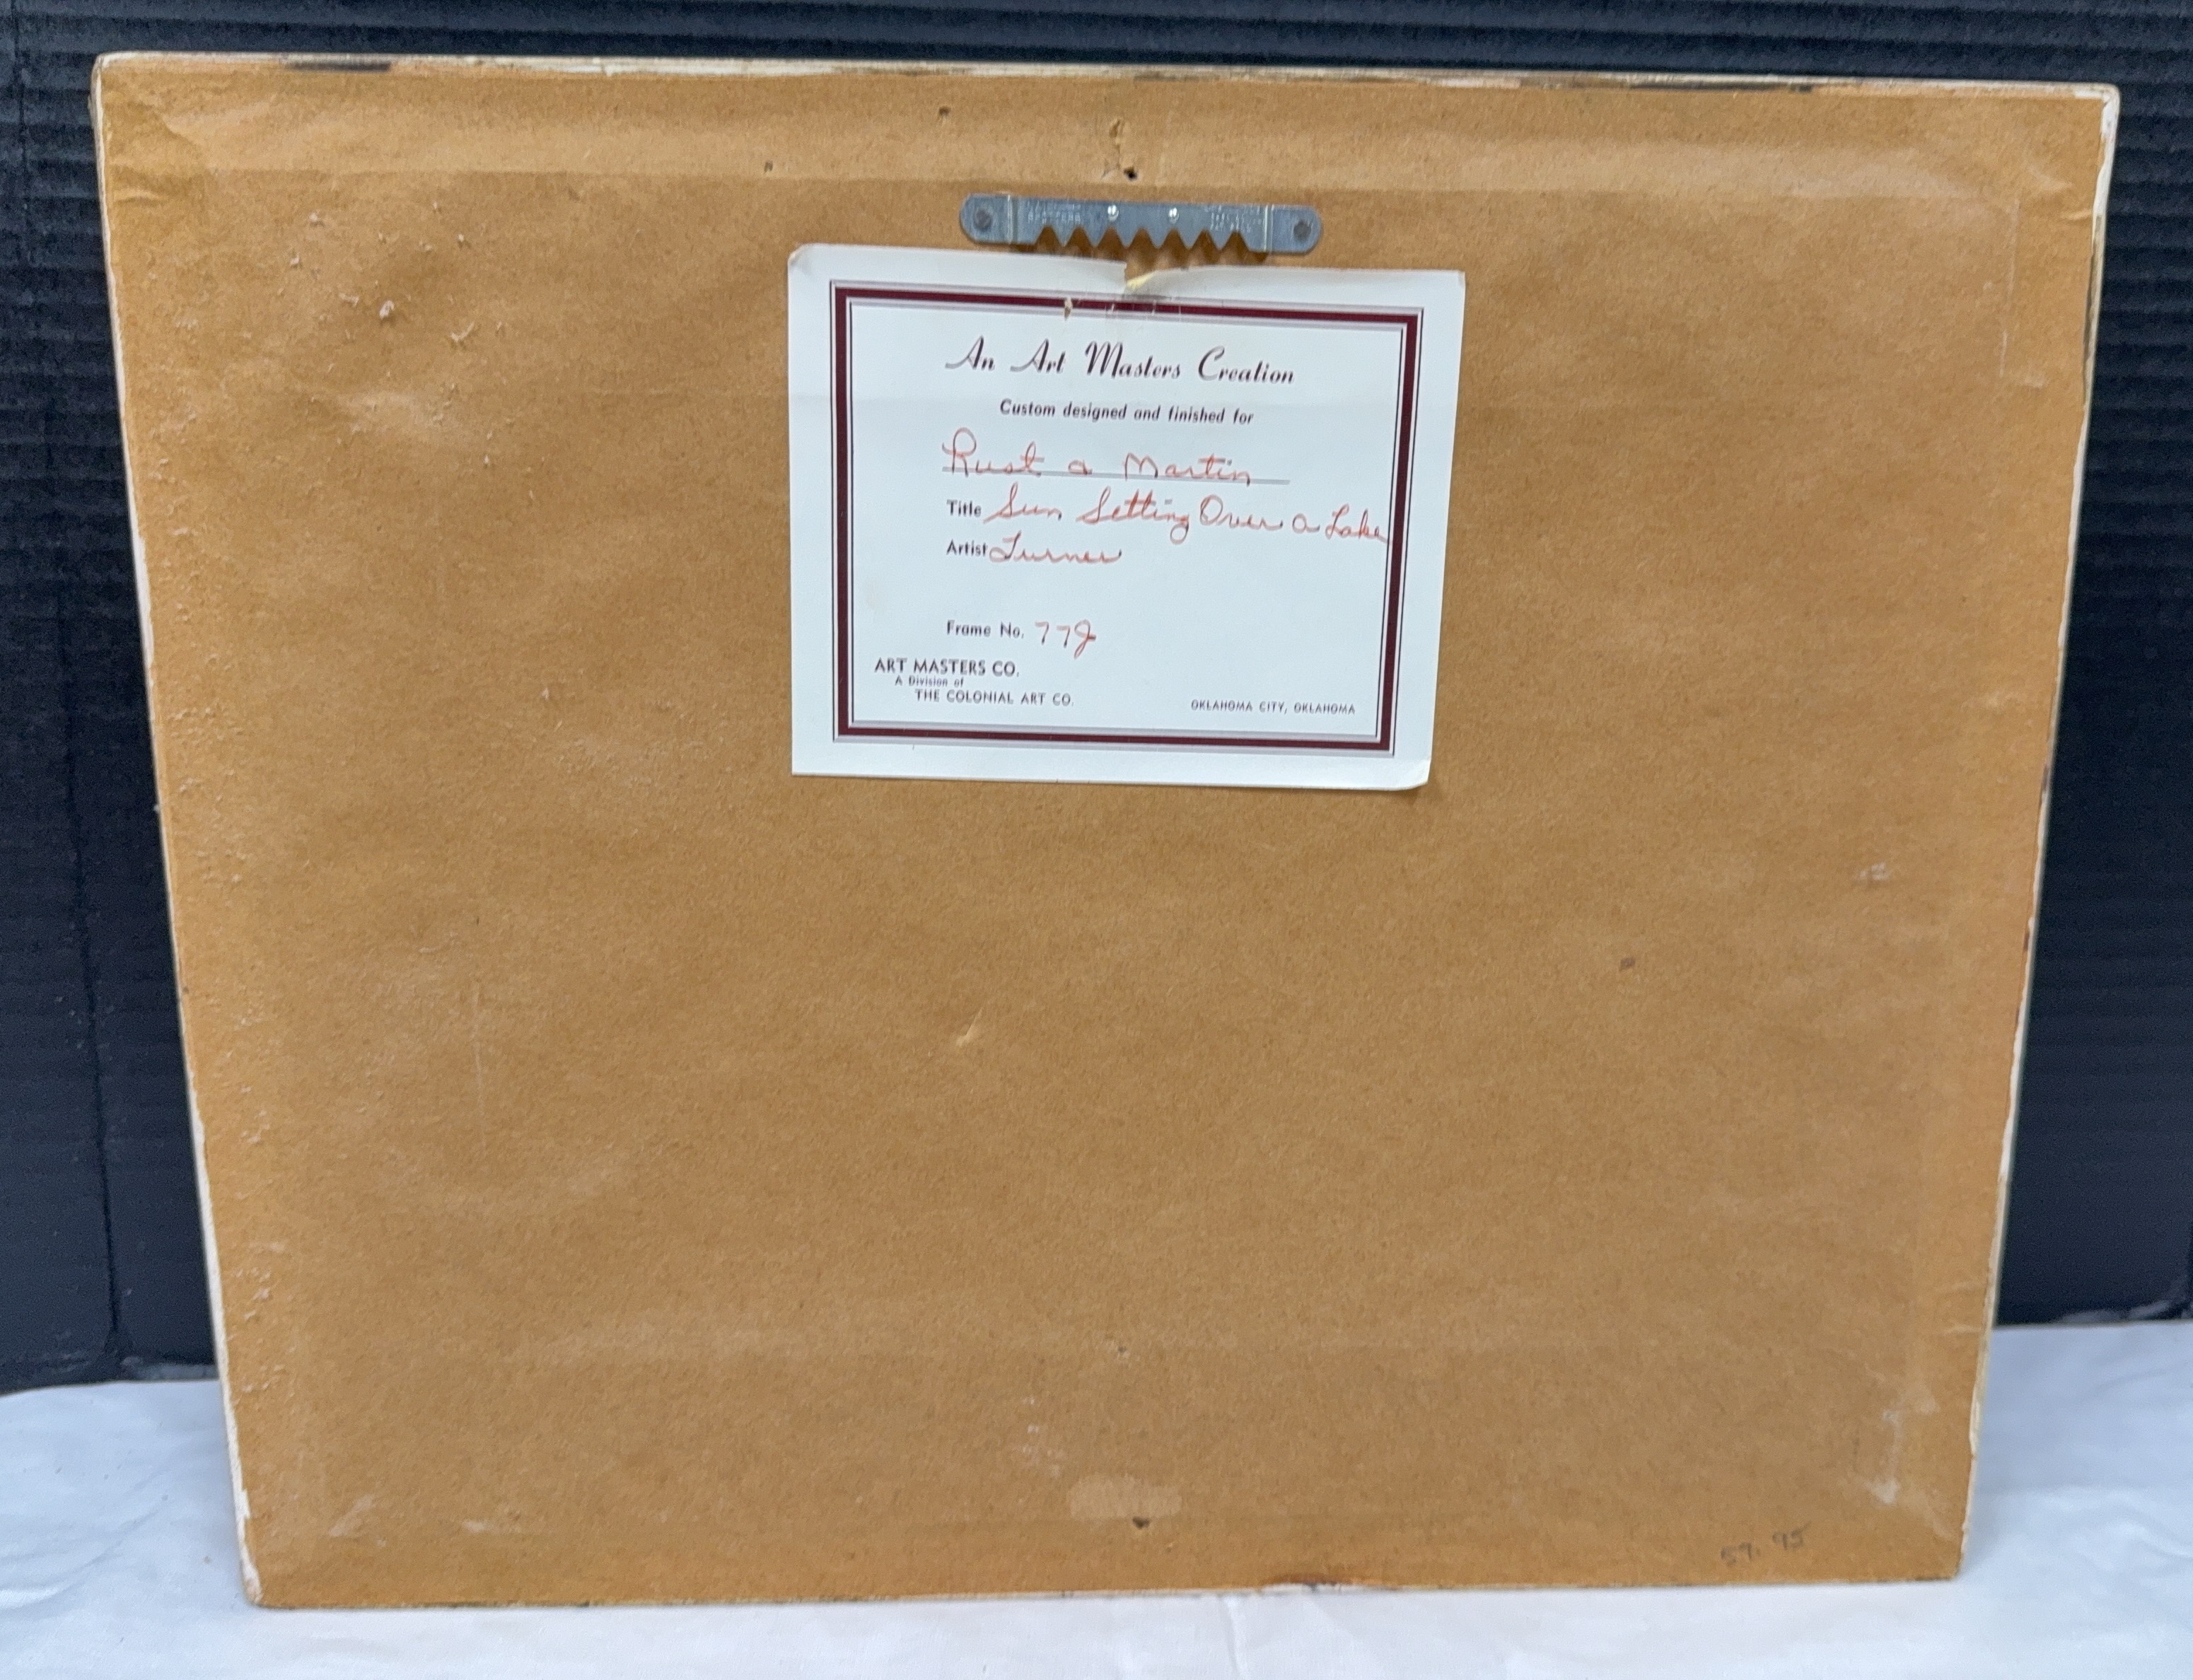 An Art Masters Creation
Custom designed and finished for
Rust a Martin
Title Sun Setting Over a Lake
Artist Turner
Frame No. 77J
ART MASTERS CO.
A Division of
THE COLONIAL ART CO.
OKLAHOMA CITY, OKLAHOMA
59.95